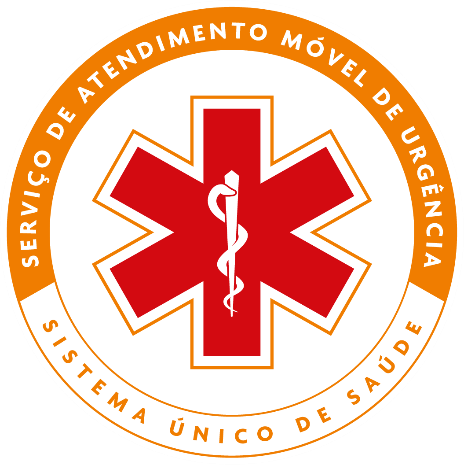 SERVIÇO DE ATENDIMENTO MÓVEL DE URGÊNCIA
SISTEMA ÚNICO DE SAÚDE